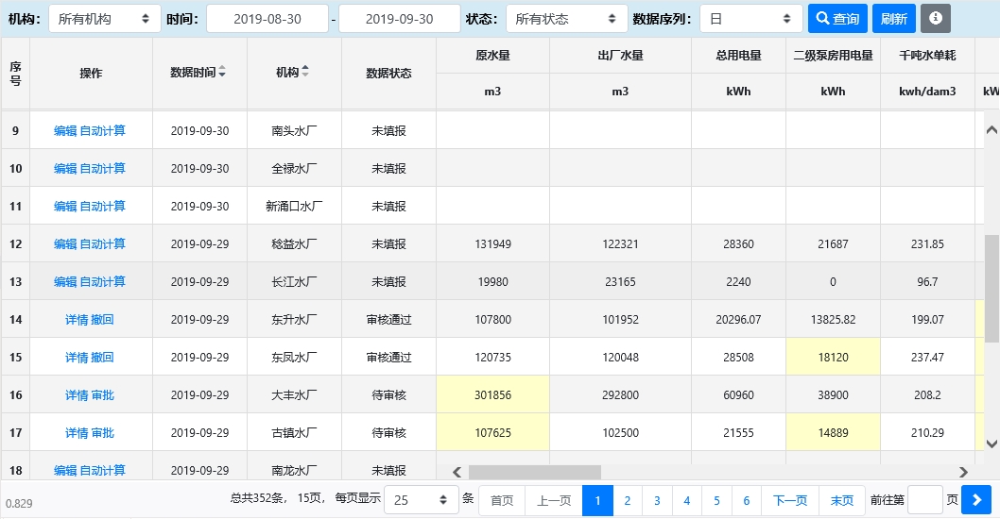 机构： 所有机构 时间： 2019-08-30 - 2019-09-30 状态： 所有状态 数据序列： 日 查询 刷新
序号 操作 数据时间 机构 数据状态 原水量 出厂水量 总用电量 二级泵房用电量 千吨水单耗
m3 m3 kWh kWh kwh/dam3 kW
9 编辑 自动计算 2019-09-30 南头水厂 未填报
10 编辑 自动计算 2019-09-30 全禄水厂 未填报
11 编辑 自动计算 2019-09-30 新涌口水厂 未填报
12 编辑 自动计算 2019-09-29 稔益水厂 未填报 131949 122321 28360 21687 231.85
13 编辑 自动计算 2019-09-29 长江水厂 未填报 19980 23165 2240 0 96.7
14 详情 撤回 2019-09-29 东升水厂 审核通过 107800 101952 20296.07 13825.82 199.07
15 详情 撤回 2019-09-29 东凤水厂 审核通过 120735 120048 28508 18120 237.47
16 详情 审批 2019-09-29 大丰水厂 待审核 301856 292800 60960 38900 208.2
17 详情 审批 2019-09-29 古镇水厂 待审核 107625 102500 21555 14889 210.29
18 编辑 自动计算 2019-09-29 南龙水厂 未填报
0.829 总共352条， 15页， 每页显示 25 条 首页 上一页 1 2 3 4 5 6 下一页 末页 前往第 页